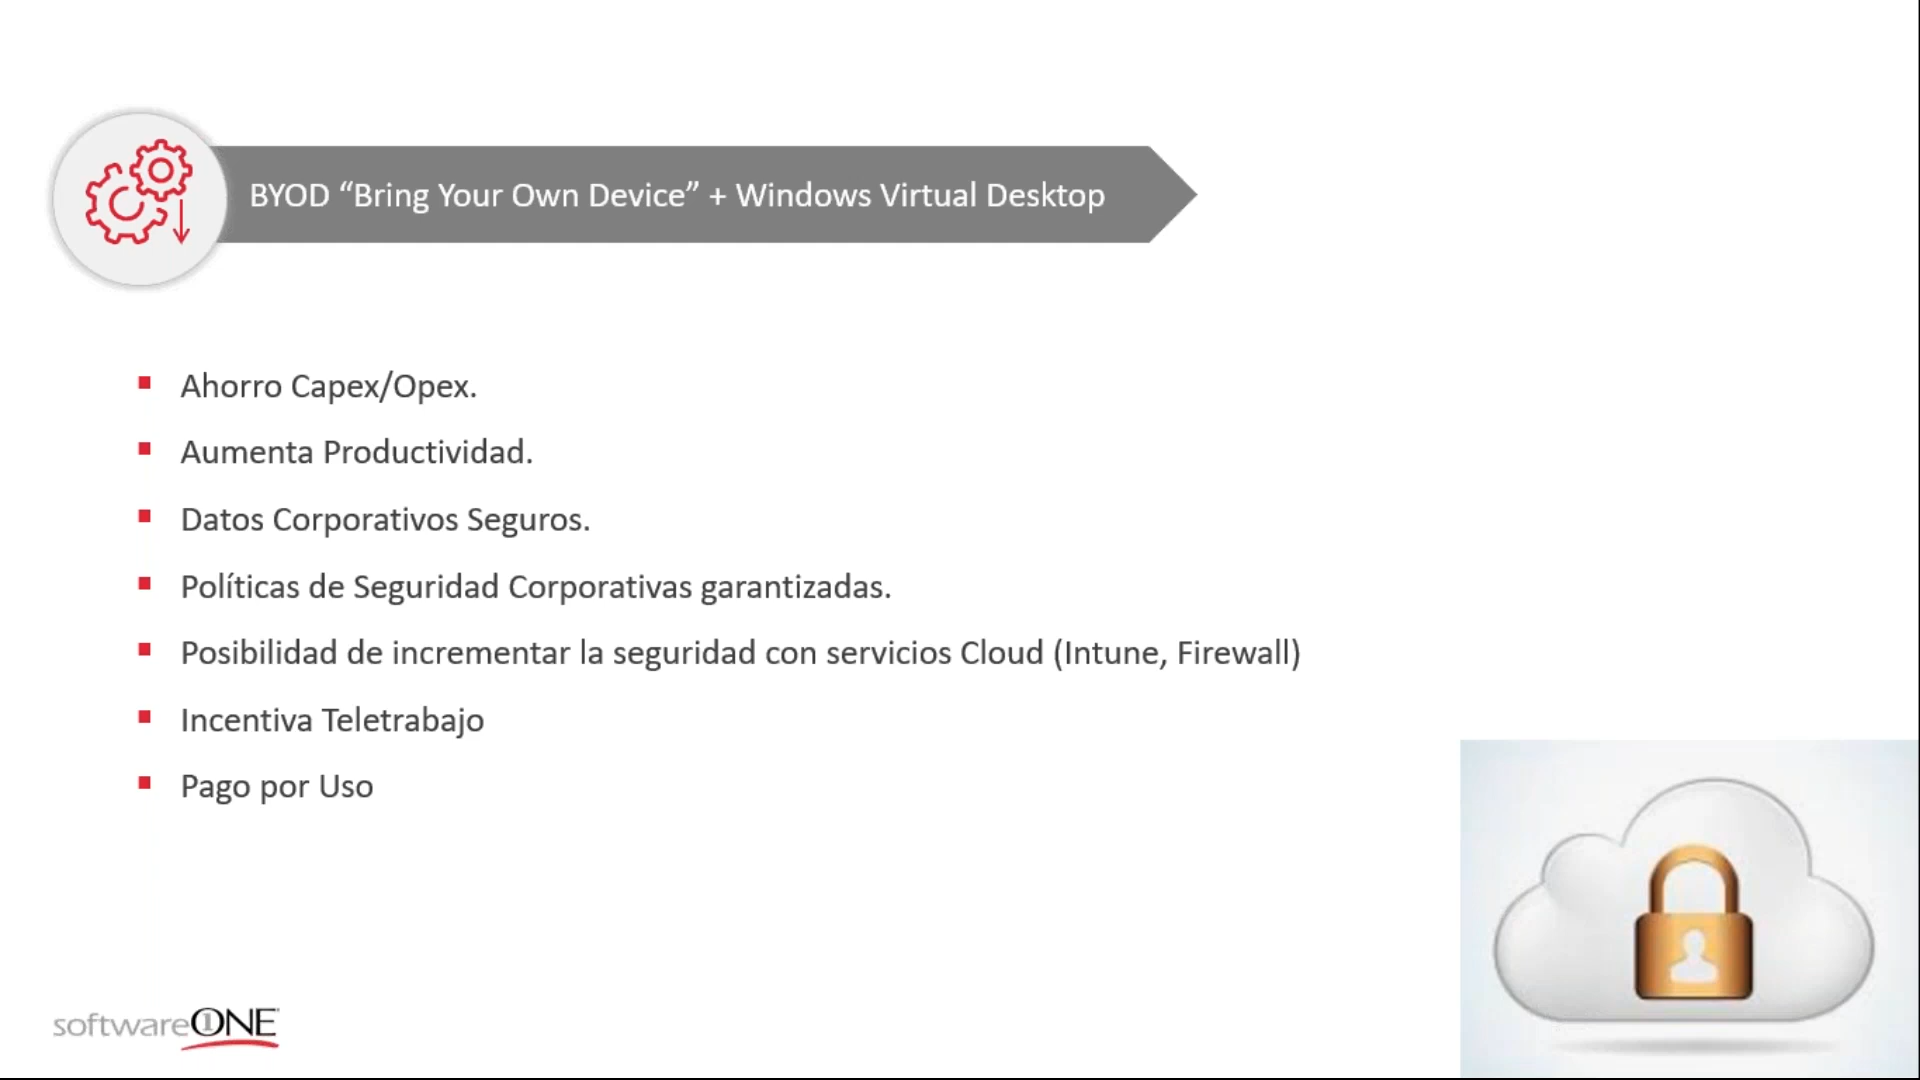 BYOD “Bring Your Own Device” + Windows Virtual Desktop
Ahorro Capex/Opex.
Aumenta Productividad.
Datos Corporativos Seguros.
Políticas de Seguridad Corporativas garantizadas.
Posibilidad de incrementar la seguridad con servicios Cloud (Intune, Firewall)
Incentiva Teletrabajo
Pago por Uso
softwareONE